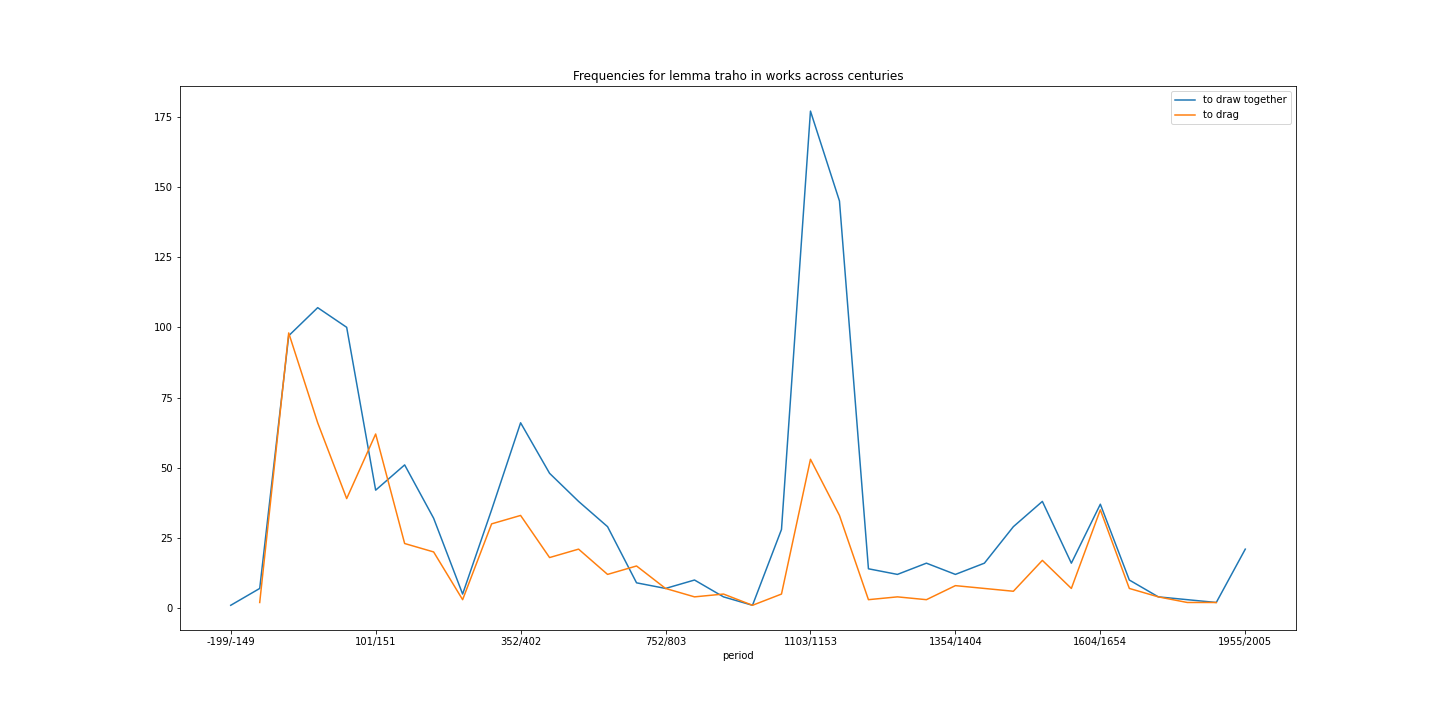 Frequencies for lemma traho in works across centuries
to draw together
to drag
175
150
125
100
75
50
25
0
-199/-149 101/151 352/402 752/803 1103/1153 1354/1404 1604/1654 1955/2005
period